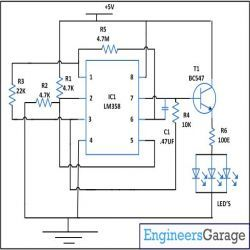 +5V
R5
4.7M
R3
22K
R2
4.7K
R1
4.7K
1
2
3
4
8
7
6
5
IC1
LM358
T1
BC547
C1
.47UF
R4
10K
R6
100E
LED'S
EngineersGarage